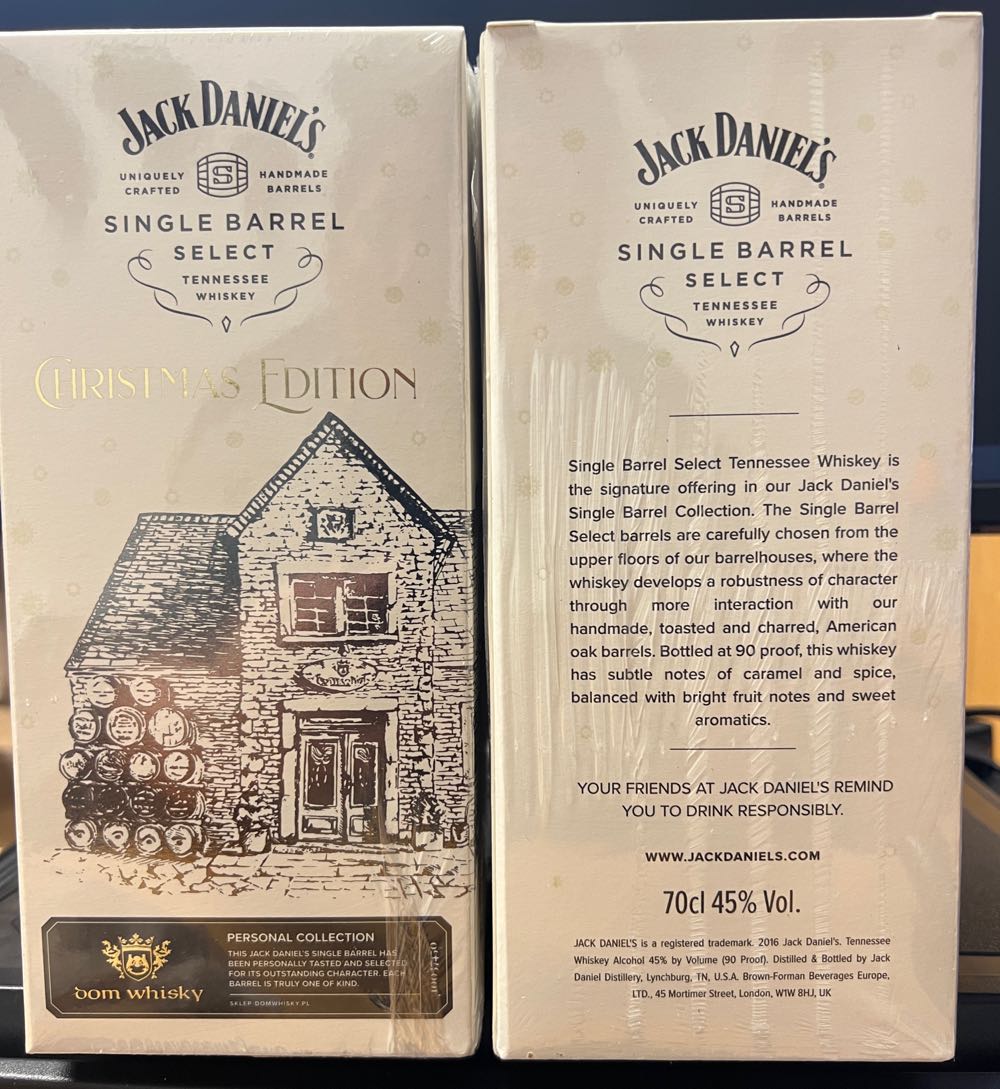 JACK DANIEL'S
UNIQUELY CRAFTED
S
HANDMADE BARRELS
SINGLE BARREL
SELECT
TENNESSEE
WHISKEY
CHRISTMAS EDITION
dom whisky
PERSONAL COLLECTION
THIS JACK DANIEL'S SINGLE BARREL HAS
BEEN PERSONALLY TASTED AND SELECTED
FOR ITS OUTSTANDING CHARACTER. EACH
BARREL IS TRULY ONE OF KIND.
SKLEP.DOMWHISKY.PL
JACK DANIEL'S
UNIQUELY CRAFTED
S
HANDMADE BARRELS
SINGLE BARREL
SELECT
TENNESSEE
WHISKEY
Single Barrel Select Tennessee Whiskey is
the signature offering in our Jack Daniel's
Single Barrel Collection. The Single Barrel
Select barrels are carefully chosen from the
upper floors of our barrelhouses, where the
whiskey develops a robustness of character
through more interaction with our
handmade, toasted and charred, American
oak barrels. Bottled at 90 proof, this whiskey
has subtle notes of caramel and spice,
balanced with bright fruit notes and sweet
aromatics.
YOUR FRIENDS AT JACK DANIEL'S REMIND
YOU TO DRINK RESPONSIBLY.
WWW.JACKDANIELS.COM
70cl 45% Vol.
JACK DANIEL'S is a registered trademark. 2016 Jack Daniel's. Tennessee
Whiskey Alcohol 45% by Volume (90 Proof). Distilled & Bottled by Jack
Daniel Distillery, Lynchburg, TN, U.S.A. Brown-Forman Beverages Europe,
LTD., 45 Mortimer Street, London, W1W 8HJ, UK